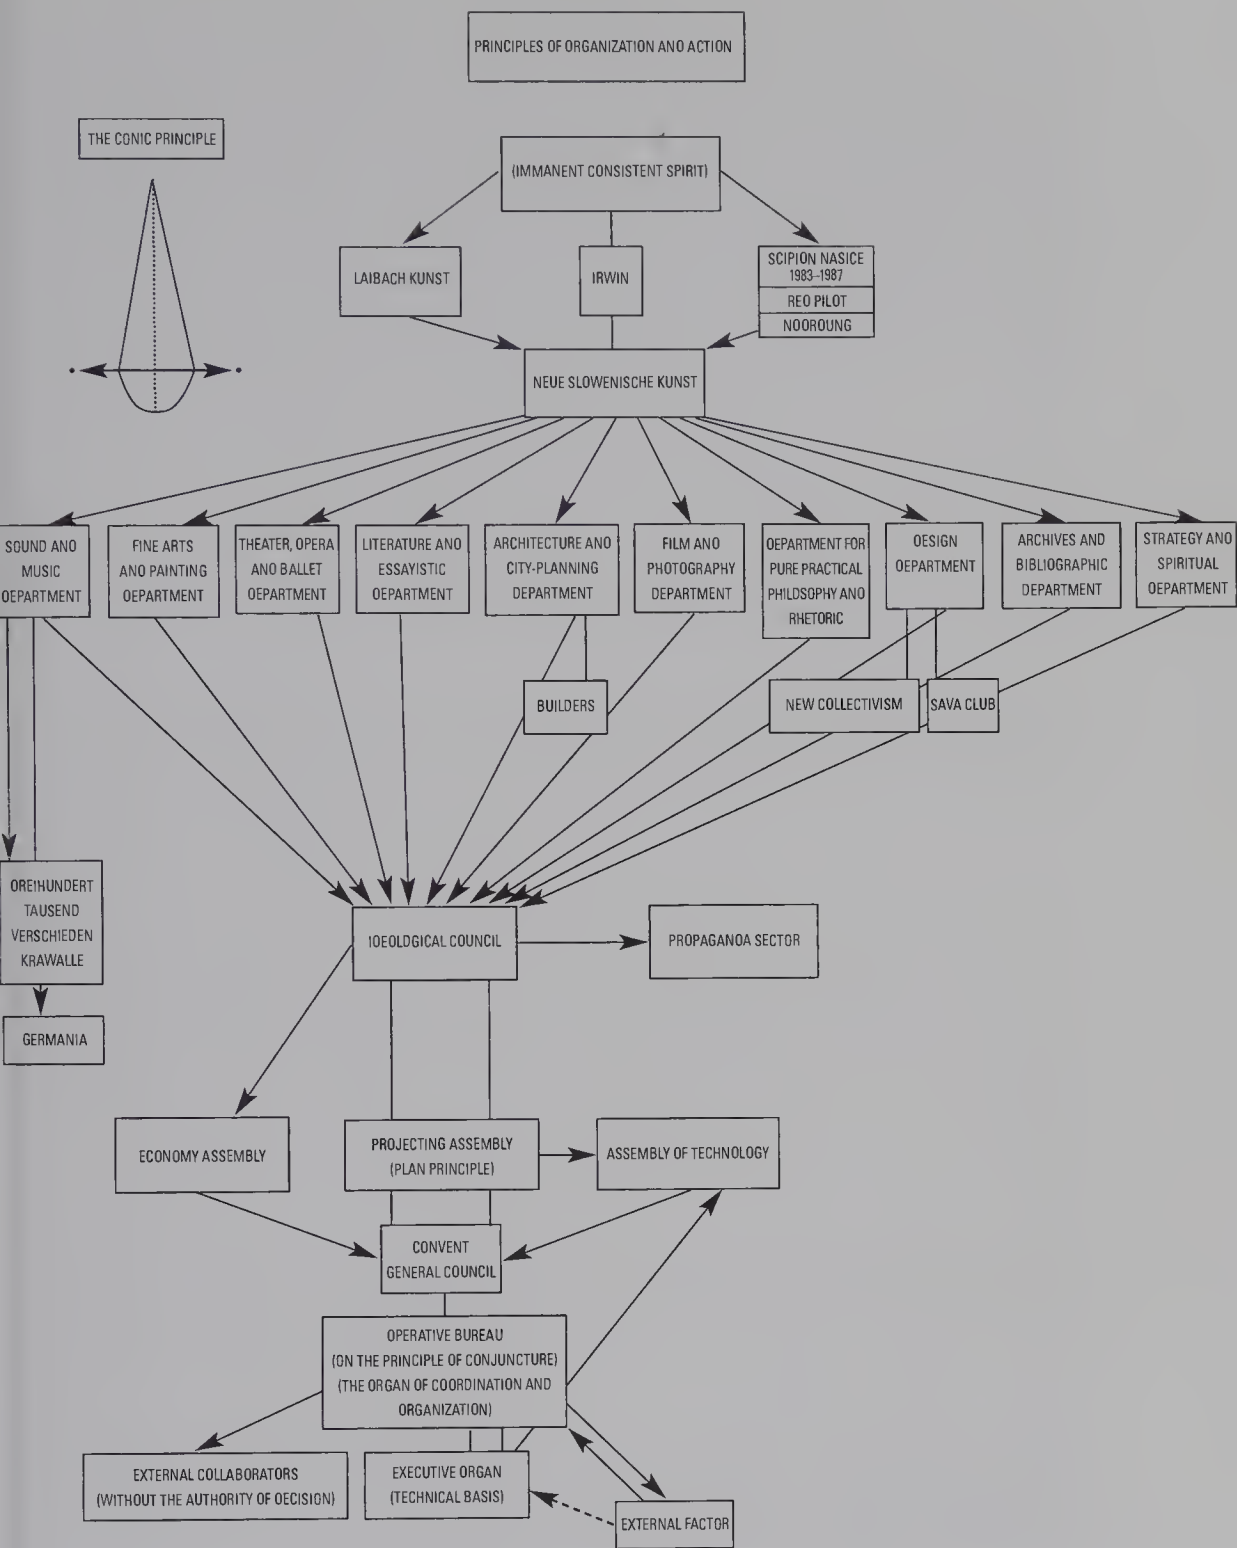 PRINCIPLES OF ORGANIZATION ANO ACTION
THE CONIC PRINCIPLE
(IMMANENT CONSISTENT SPIRIT)
LAIBACH KUNST
IRWIN
SCIPION NASICE
1983–1987
REO PILOT
NOOROUNG
NEUE SLOWENISCHE KUNST
SOUND AND
MUSIC
OEPARTMENT
FINE ARTS
ANO PAINTING
OEPARTMENT
THEATER, OPERA
ANO BALLET
OEPARTMENT
LITERATURE ANO
ESSAYISTIC
OEPARTMENT
ARCHITECTURE ANO
CITY-PLANNING
DEPARTMENT
FILM ANO
PHOTOGRAPHY
DEPARTMENT
OEPARTMENT FOR
PURE PRACTICAL
PHILDSOPHY ANO
RHETORIC
OESIGN
OEPARTMENT
ARCHIVES AND
BIBLIOGRAPHIC
DEPARTMENT
STRATEGY ANO
SPIRITUAL
OEPARTMENT
BUILDERS
NEW COLLECTIVISM
SAVA CLUB
OREIHUNDERT
TAUSEND
VERSCHIEDEN
KRAWALLE
GERMANIA
IOEOLDGICAL COUNCIL
PROPAGANOA SECTOR
ECONOMY ASSEMBLY
PROJECTING ASSEMBLY
(PLAN PRINCIPLE)
ASSEMBLY OF TECHNOLOGY
CONVENT
GENERAL COUNCIL
OPERATIVE BUREAU
(ON THE PRINCIPLE OF CONJUNCTURE)
(THE ORGAN OF COORDINATION AND
ORGANIZATION)
EXTERNAL COLLABORATORS
(WITHOUT THE AUTHORITY OF OECISION)
EXECUTIVE ORGAN
(TECHNICAL BASIS)
EXTERNAL FACTOR